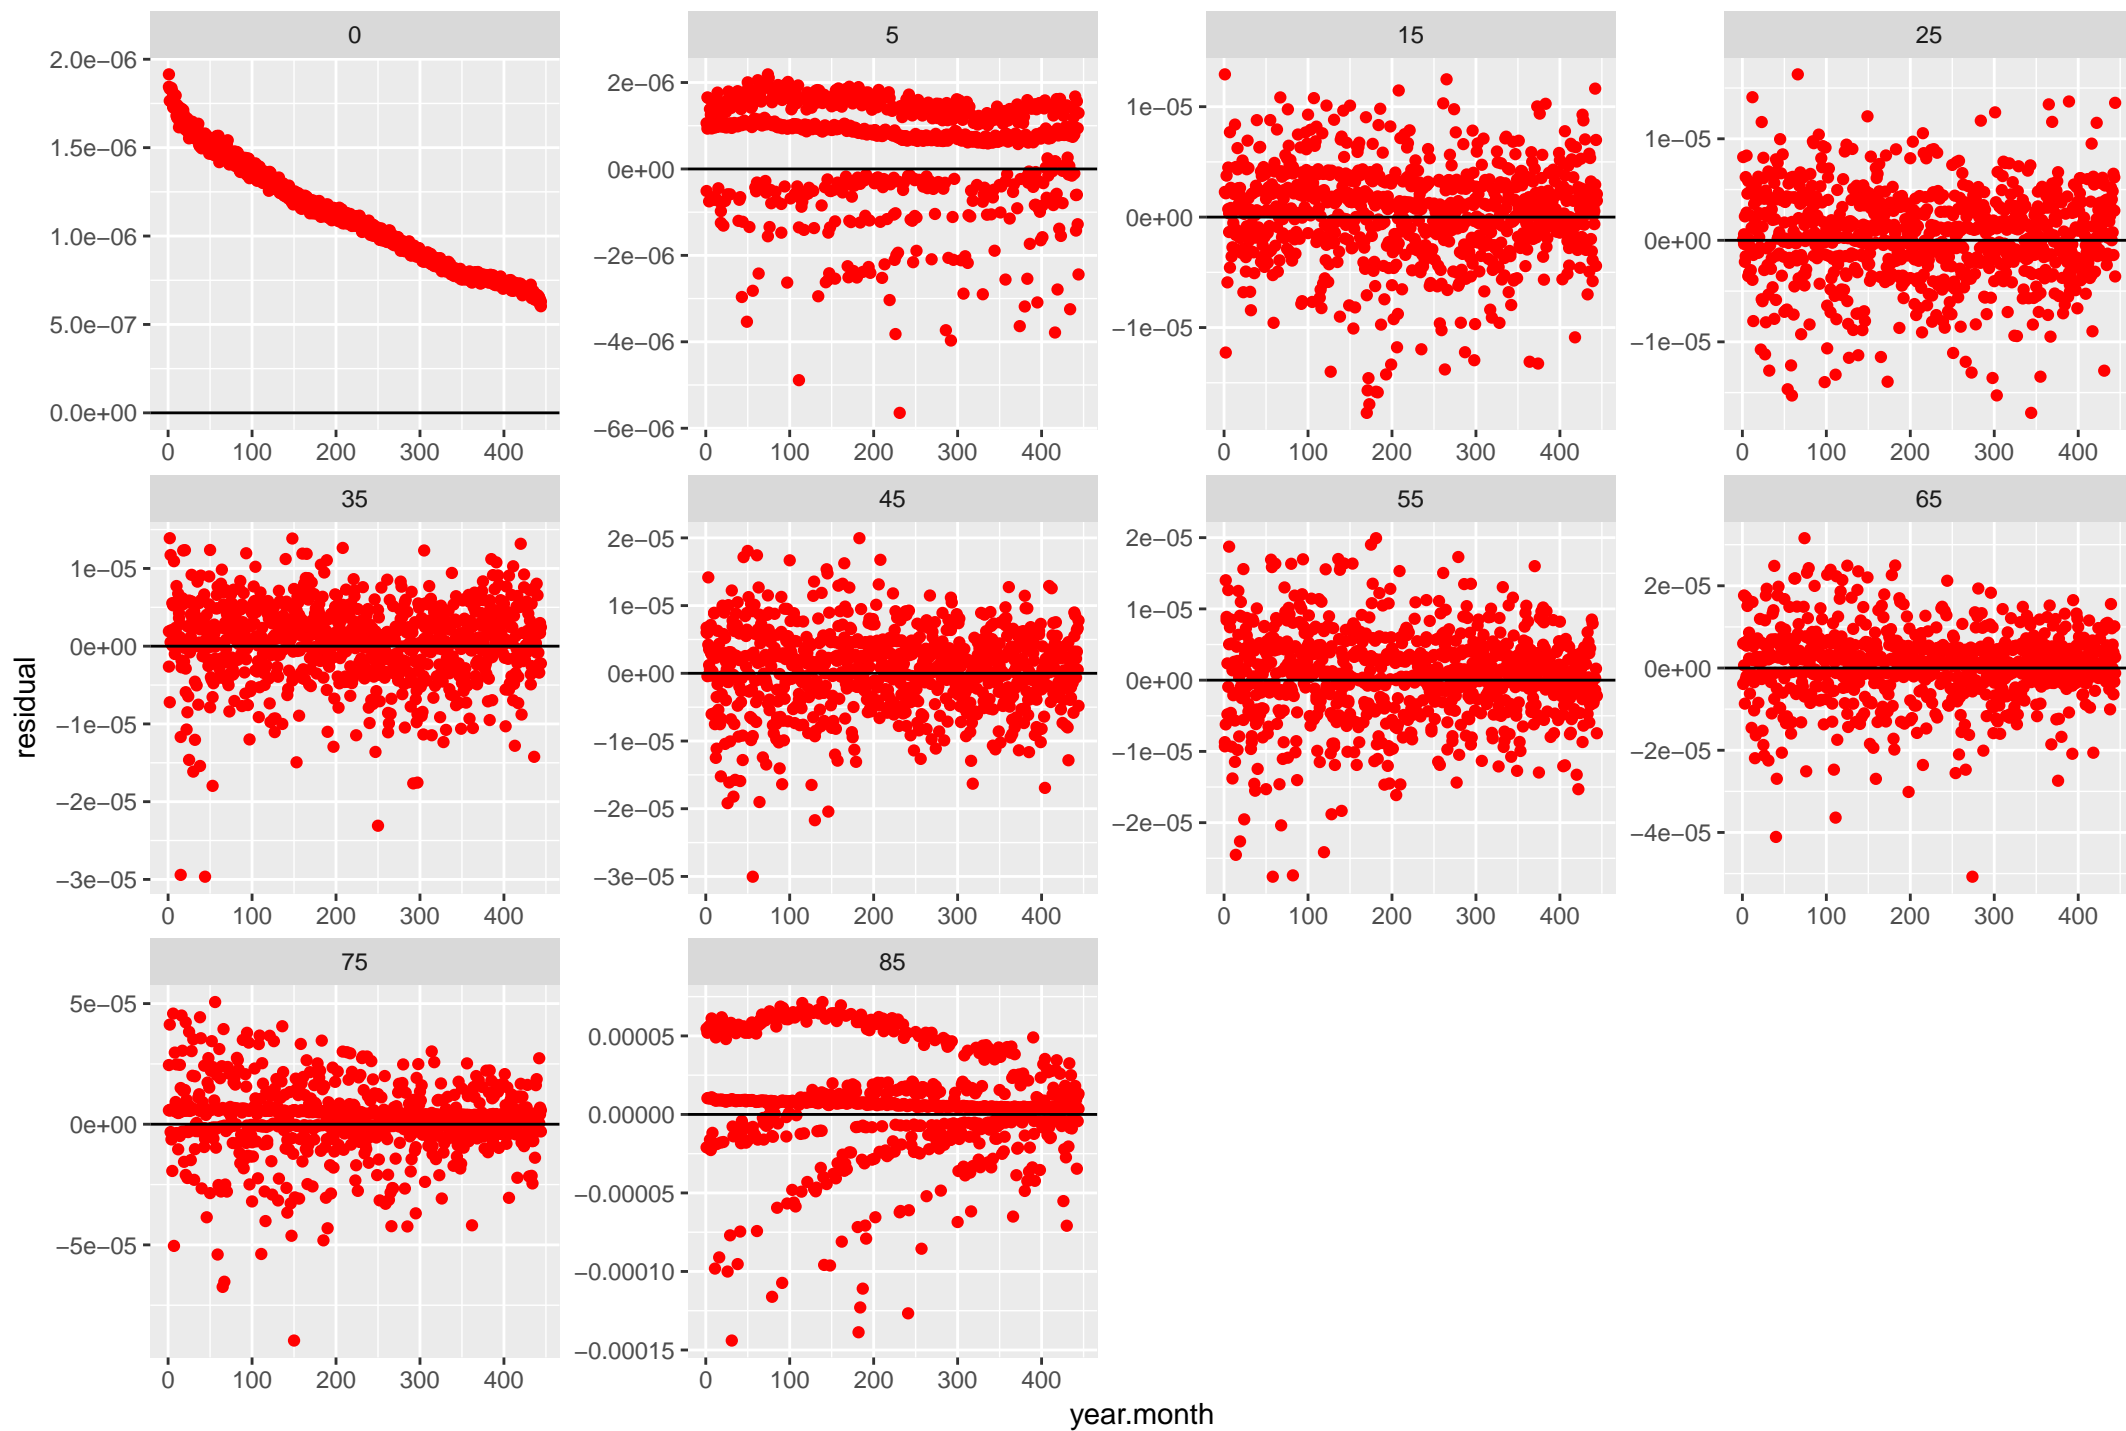 0 5 15 25
2.0e−06
1.5e−06
1.0e−06
5.0e−07
0.0e+00
2e−06
0e+00
−2e−06
−4e−06
−6e−06
1e−05
0e+00
−1e−05
1e−05
0e+00
−1e−05
0 100 200 300 400 0 100 200 300 400 0 100 200 300 400 0 100 200 300 400
35 45 55 65
1e−05
0e+00
−1e−05
−2e−05
−3e−05
2e−05
1e−05
0e+00
−1e−05
−2e−05
−3e−05
2e−05
1e−05
0e+00
−1e−05
−2e−05
2e−05
0e+00
−2e−05
−4e−05
0 100 200 300 400 0 100 200 300 400 0 100 200 300 400 0 100 200 300 400
75 85
5e−05
0e+00
−5e−05
0.00005
0.00000
−0.00005
−0.00010
−0.00015
0 100 200 300 400 0 100 200 300 400
residual
year.month